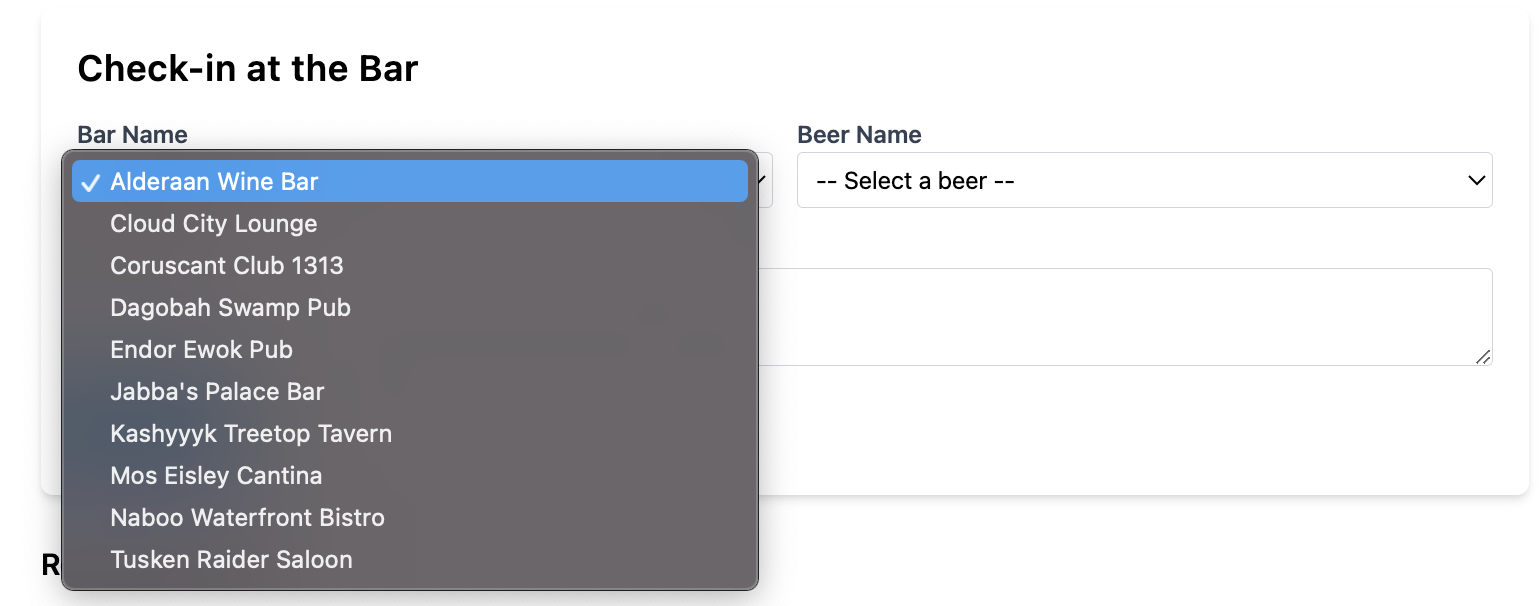 Check-in at the Bar
Bar Name
Beer Name
Alderaan Wine Bar
-- Select a beer --
Cloud City Lounge
Coruscant Club 1313
Dagobah Swamp Pub
Endor Ewok Pub
Jabba's Palace Bar
Kashyyyk Treetop Tavern
Mos Eisley Cantina
Naboo Waterfront Bistro
Tusken Raider Saloon